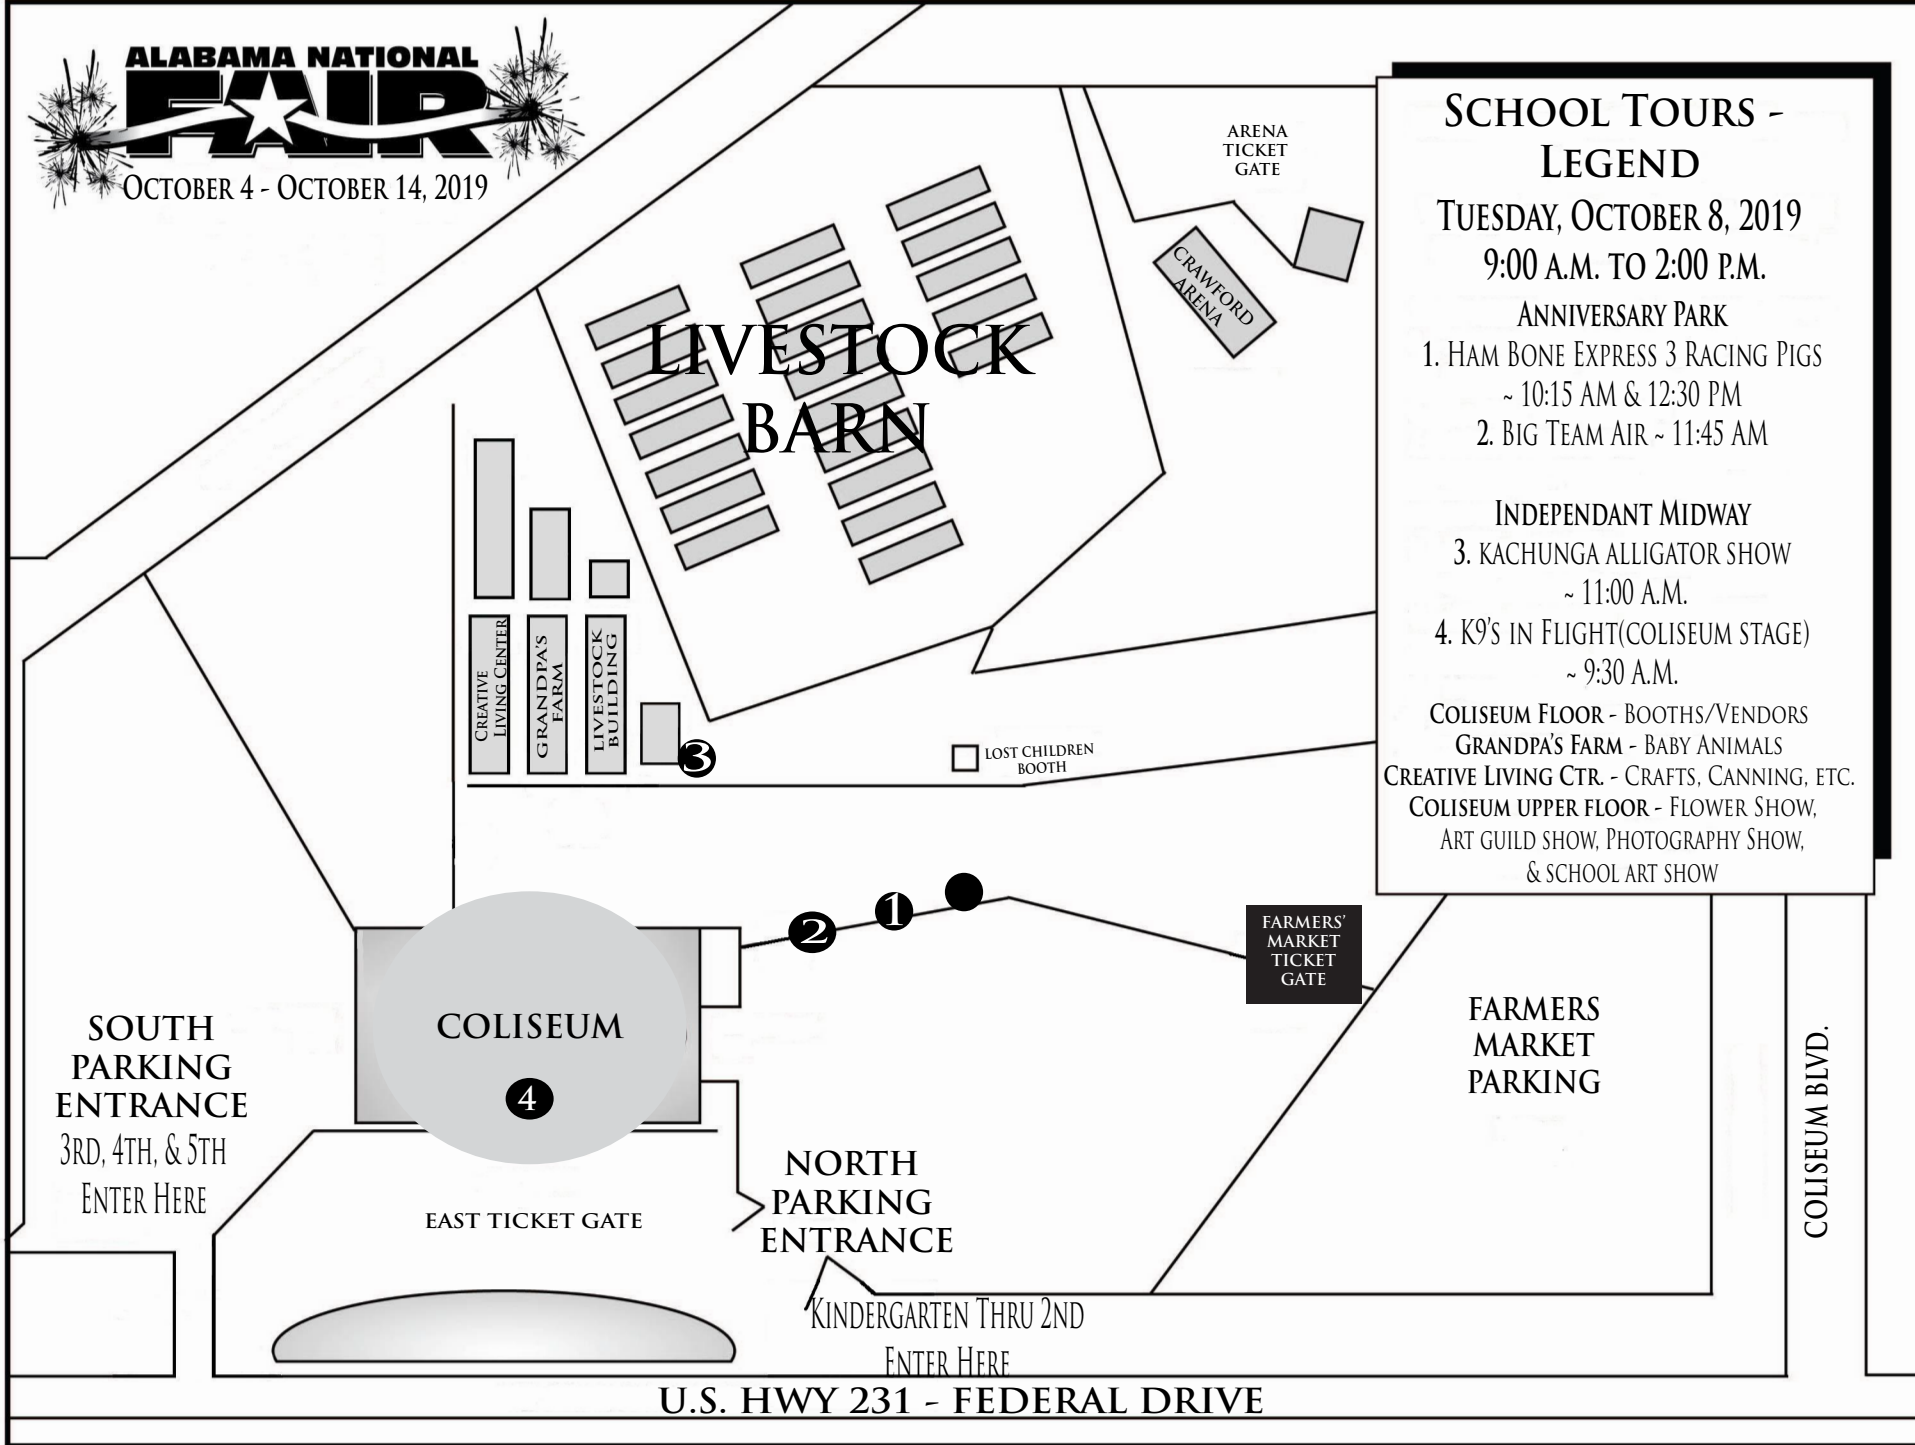 ALABAMA NATIONAL
FAIR
OCTOBER 4 - OCTOBER 14, 2019
ARENA
TICKET
GATE
CRAWFORD
ARENA
LIVESTOCK
BARN
CREATIVE
LIVING CENTER
GRANDPA'S
FARM
LIVESTOCK
BUILDING
3
LOST CHILDREN
BOOTH
2
1
FARMERS'
MARKET
TICKET
GATE
COLISEUM
4
SOUTH
PARKING
ENTRANCE
3RD, 4TH, & 5TH
ENTER HERE
EAST TICKET GATE
NORTH
PARKING
ENTRANCE
KINDERGARTEN THRU 2ND
ENTER HERE
FARMERS
MARKET
PARKING
COLISEUM BLVD.
U.S. HWY 231 - FEDERAL DRIVE
SCHOOL TOURS -
LEGEND
TUESDAY, OCTOBER 8, 2019
9:00 A.M. TO 2:00 P.M.
ANNIVERSARY PARK
1. HAM BONE EXPRESS 3 RACING PIGS
~ 10:15 AM & 12:30 PM
2. BIG TEAM AIR ~ 11:45 AM
INDEPENDANT MIDWAY
3. KACHUNGA ALLIGATOR SHOW
~ 11:00 A.M.
4. K9'S IN FLIGHT(COLISEUM STAGE)
~ 9:30 A.M.
COLISEUM FLOOR - BOOTHS/VENDORS
GRANDPA'S FARM - BABY ANIMALS
CREATIVE LIVING CTR. - CRAFTS, CANNING, ETC.
COLISEUM UPPER FLOOR - FLOWER SHOW,
ART GUILD SHOW, PHOTOGRAPHY SHOW,
& SCHOOL ART SHOW